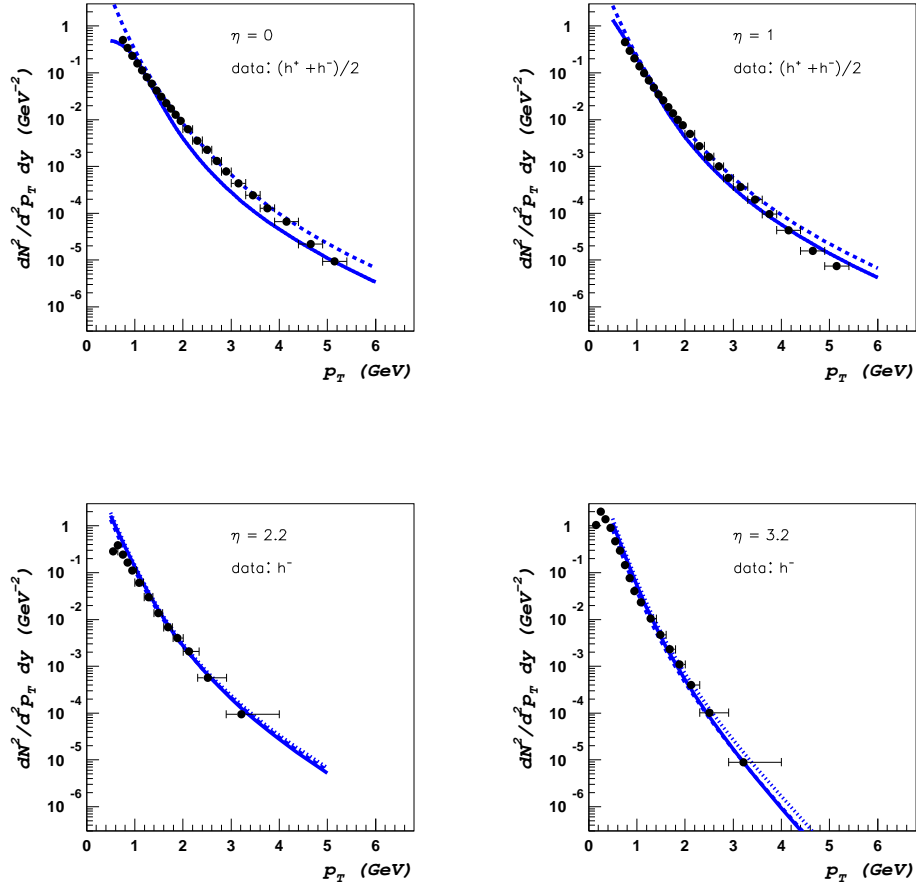 dN²/d²p_T dy (GeV⁻²)
1
10⁻¹
10⁻²
10⁻³
10⁻⁴
10⁻⁵
10⁻⁶
η = 0
data: (h⁺ +h⁻)/2
0 1 2 3 4 5 6
p_T (GeV)
dN²/d²p_T dy (GeV⁻²)
1
10⁻¹
10⁻²
10⁻³
10⁻⁴
10⁻⁵
10⁻⁶
η = 1
data: (h⁺ +h⁻)/2
0 1 2 3 4 5 6
p_T (GeV)
dN²/d²p_T dy (GeV⁻²)
1
10⁻¹
10⁻²
10⁻³
10⁻⁴
10⁻⁵
10⁻⁶
η = 2.2
data: h⁻
0 1 2 3 4 5 6
p_T (GeV)
dN²/d²p_T dy (GeV⁻²)
1
10⁻¹
10⁻²
10⁻³
10⁻⁴
10⁻⁵
10⁻⁶
η = 3.2
data: h⁻
0 1 2 3 4 5 6
p_T (GeV)